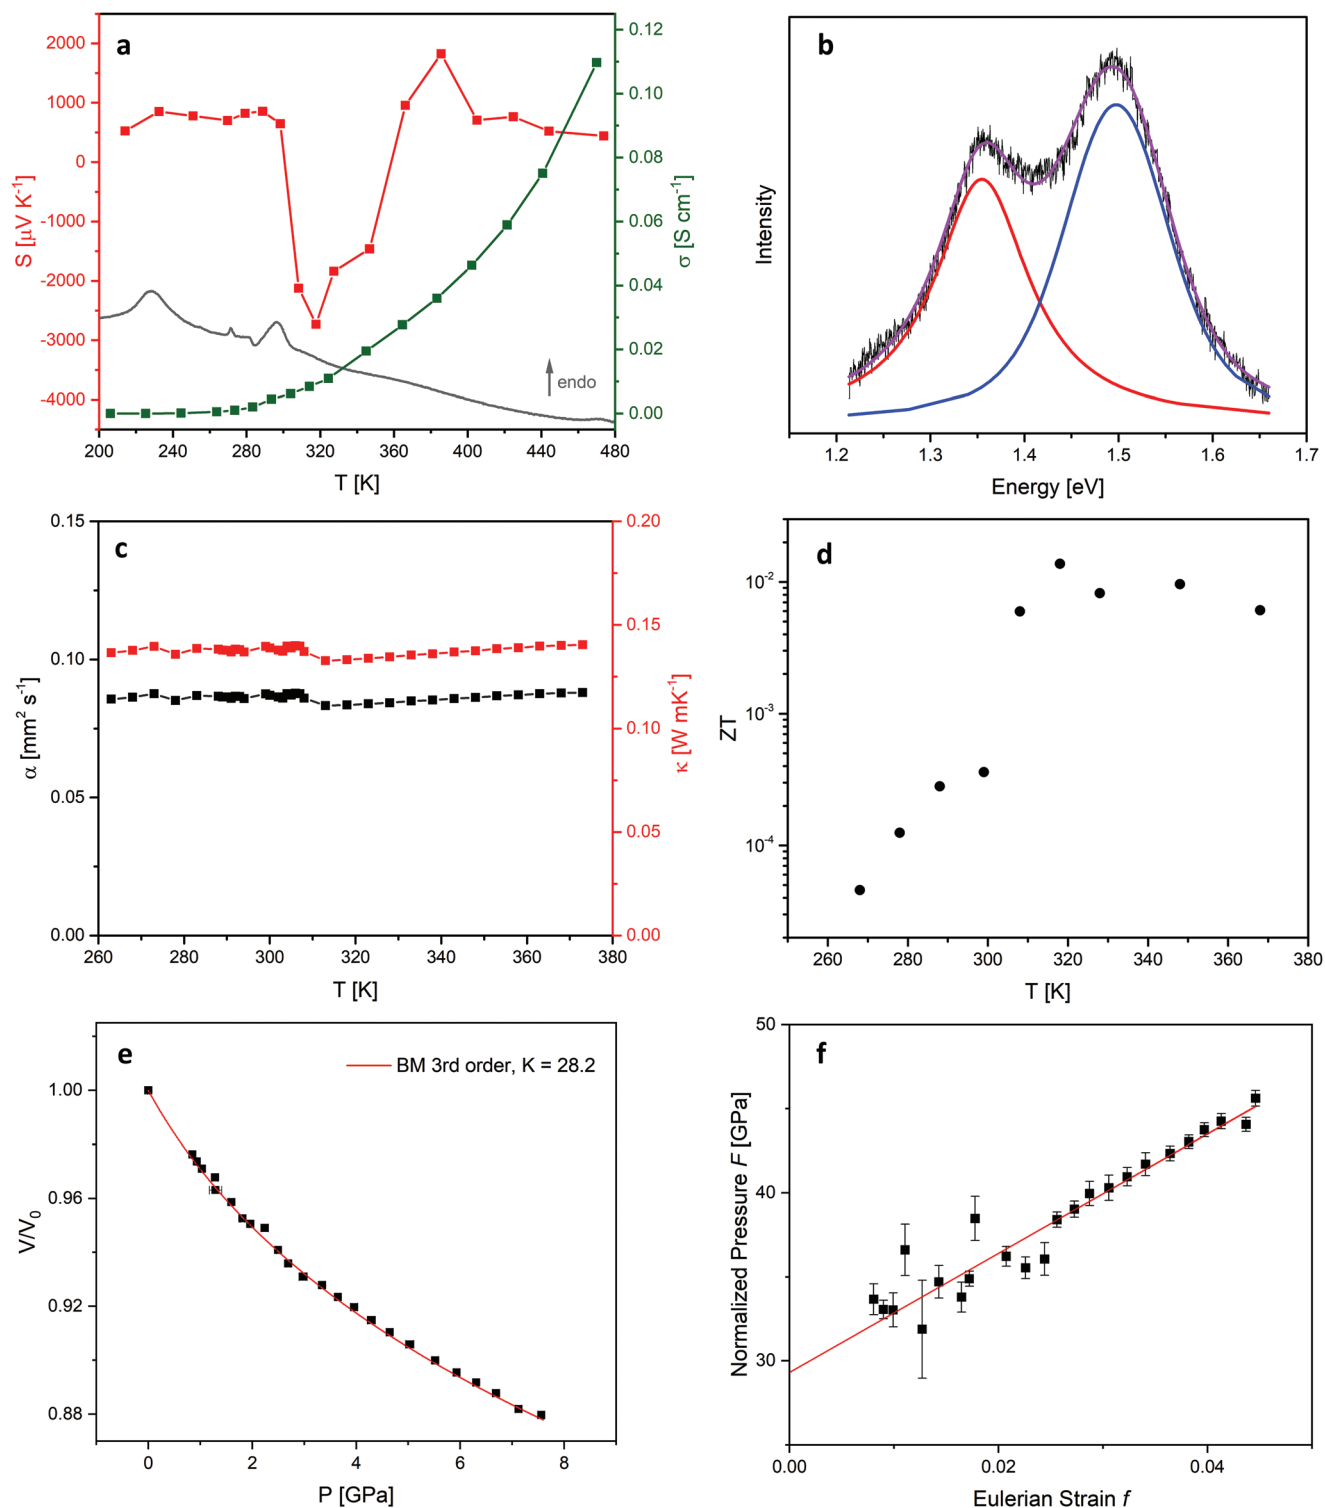 a
S [μV K⁻¹]
2000
1000
0
-1000
-2000
-3000
-4000
0.12
0.10
0.08
0.06
0.04
0.02
0.00
σ [S cm⁻¹]
endo
200 240 280 320 360 400 440 480
T [K]
b
Intensity
1.2 1.3 1.4 1.5 1.6 1.7
Energy [eV]
c
α [mm² s⁻¹]
0.15
0.10
0.05
0.00
0.20
0.15
0.10
0.05
0.00
κ [W mK⁻¹]
260 280 300 320 340 360 380
T [K]
d
ZT
10⁻²
10⁻³
10⁻⁴
260 280 300 320 340 360 380
T [K]
e
BM 3rd order, K = 28.2
V/V₀
1.00
0.96
0.92
0.88
0 2 4 6 8
P [GPa]
f
Normalized Pressure F [GPa]
50
40
30
0.00 0.02 0.04
Eulerian Strain f